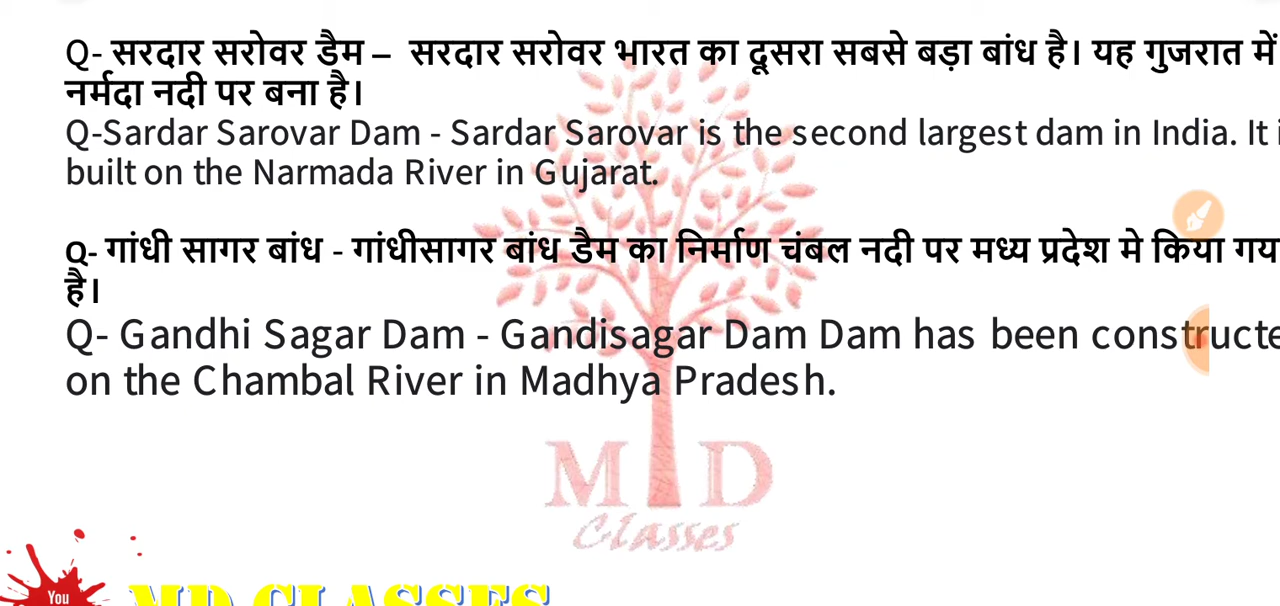 Q- सरदार सरोवर डैम – सरदार सरोवर भारत का दूसरा सबसे बड़ा बांध है। यह गुजरात में
नर्मदा नदी पर बना है।
Q-Sardar Sarovar Dam - Sardar Sarovar is the second largest dam in India. It i
built on the Narmada River in Gujarat.
Q- गांधी सागर बांध - गांधीसागर बांध डैम का निर्माण चंबल नदी पर मध्य प्रदेश मे किया गय
है।
Q- Gandhi Sagar Dam - Gandisagar Dam Dam has been constructe
on the Chambal River in Madhya Pradesh.
M D
Classes
You
MD CLASSES